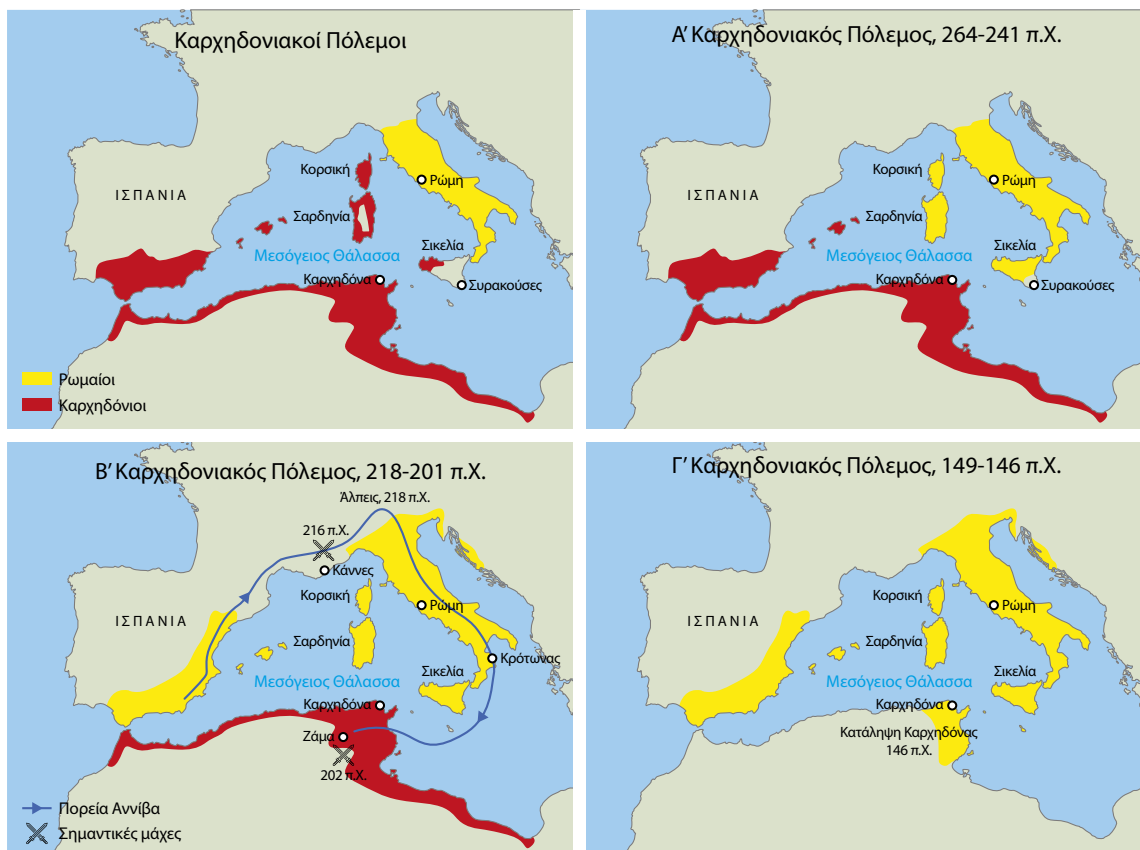 Καρχηδονιακοί Πόλεμοι
Κορσική
Ρώμη
ΙΣΠΑΝΙΑ
Σαρδηνία
Σικελία
Μεσόγειος Θάλασσα
Καρχηδόνα
Συρακούσες
Ρωμαίοι
Καρχηδόνιοι
Α' Καρχηδονιακός Πόλεμος, 264-241 π.Χ.
Κορσική
Ρώμη
ΙΣΠΑΝΙΑ
Σαρδηνία
Σικελία
Μεσόγειος Θάλασσα
Καρχηδόνα
Συρακούσες
Β' Καρχηδονιακός Πόλεμος, 218-201 π.Χ.
Άλπεις, 218 π.Χ.
216 π.Χ.
Κάννες
Κορσική
Ρώμη
ΙΣΠΑΝΙΑ
Σαρδηνία
Κρότωνας
Σικελία
Μεσόγειος Θάλασσα
Καρχηδόνα
Ζάμα
202 π.Χ.
Πορεία Αννίβα
Σημαντικές μάχες
Γ' Καρχηδονιακός Πόλεμος, 149-146 π.Χ.
Κορσική
Ρώμη
ΙΣΠΑΝΙΑ
Σαρδηνία
Σικελία
Μεσόγειος Θάλασσα
Καρχηδόνα
Κατάληψη Καρχηδόνας
146 π.Χ.